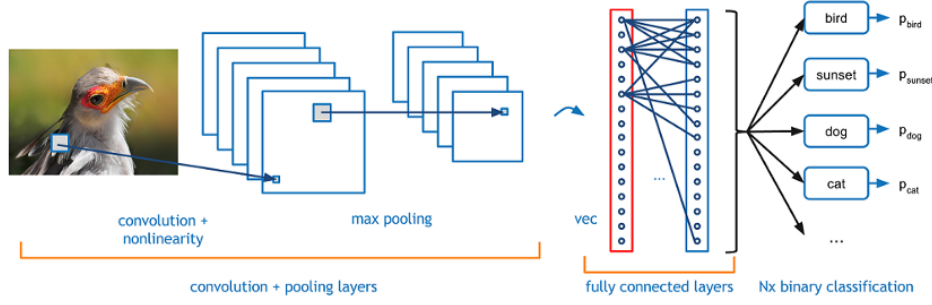 bird
p_bird
sunset
p_sunset
dog
p_dog
cat
p_cat
...
...
convolution +
nonlinearity
max pooling
vec
convolution + pooling layers
fully connected layers
Nx binary classification